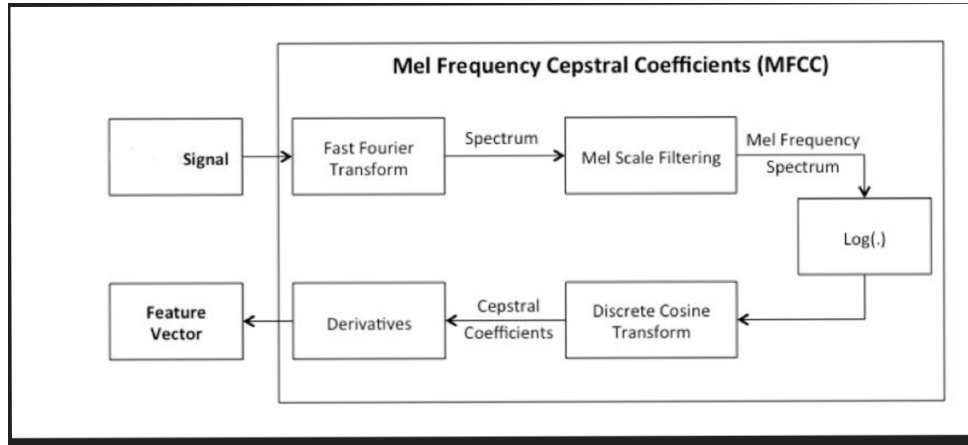 Mel Frequency Cepstral Coefficients (MFCC)
Signal
Fast Fourier
Transform
Spectrum
Mel Scale Filtering
Mel Frequency
Spectrum
Log(.)
Discrete Cosine
Transform
Cepstral
Coefficients
Derivatives
Feature
Vector